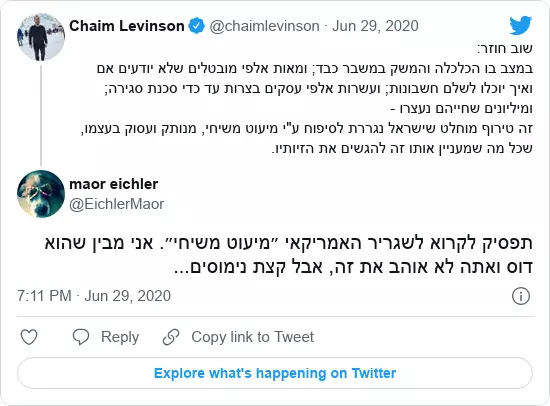 Chaim Levinson @chaimlevinson · Jun 29, 2020
שוב חוזר:
במצב בו הכלכלה והמשק במשבר כבד; ומאות אלפי מובטלים שלא יודעים אם
ואיך יוכלו לשלם חשבונות; ועשרות אלפי עסקים בצרות עד כדי סכנת סגירה;
ומיליונים שחייהם נעצרו -
זה טירוף מוחלט שישראל נגררת לסיפוח ע"י מיעוט משיחי, מנותק ועסוק בעצמו,
שכל מה שמעניין אותו זה להגשים את הזיותיו.
maor eichler
@EichlerMaor
תפסיק לקרוא לשגריר האמריקאי ״מיעוט משיחי״. אני מבין שהוא
דוס ואתה לא אוהב את זה, אבל קצת נימוסים...
7:11 PM · Jun 29, 2020
Reply Copy link to Tweet
Explore what's happening on Twitter